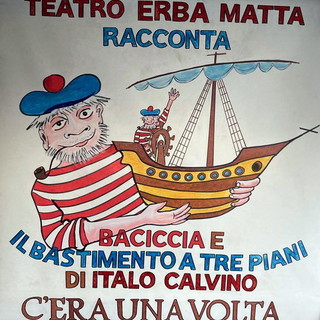 TEATRO ERBA MATTA
RACCONTA
BACICCIA E
IL BASTIMENTO A TRE PIANI
DI ITALO CALVINO
C'ERA UNA VOLTA